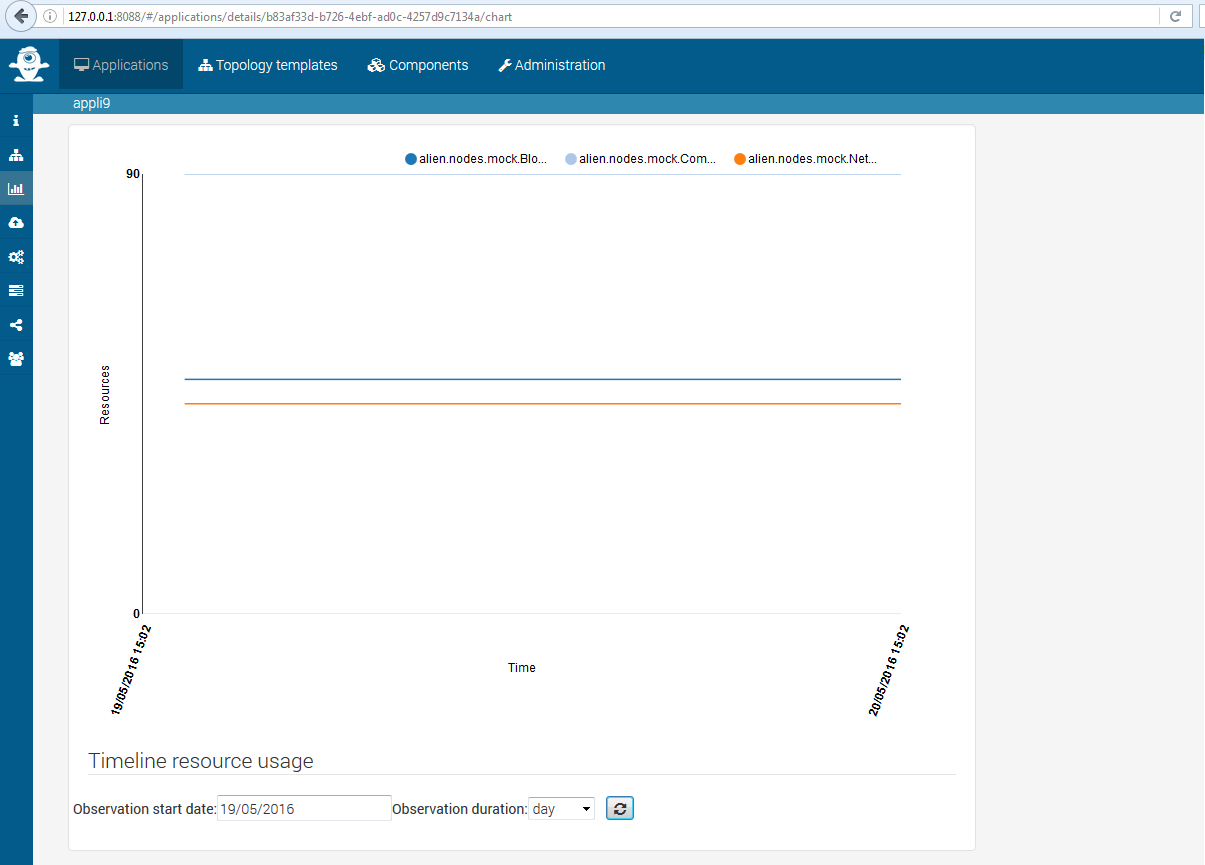 127.0.0.1:8088/#/applications/details/b83af33d-b726-4ebf-ad0c-4257d9c7134a/chart
Applications Topology templates Components Administration
appli9
alien.nodes.mock.Blo... alien.nodes.mock.Com... alien.nodes.mock.Net...
90
Resources
0
19/05/2016 15:02
20/05/2016 15:02
Time
Timeline resource usage
Observation start date: 19/05/2016 Observation duration: day